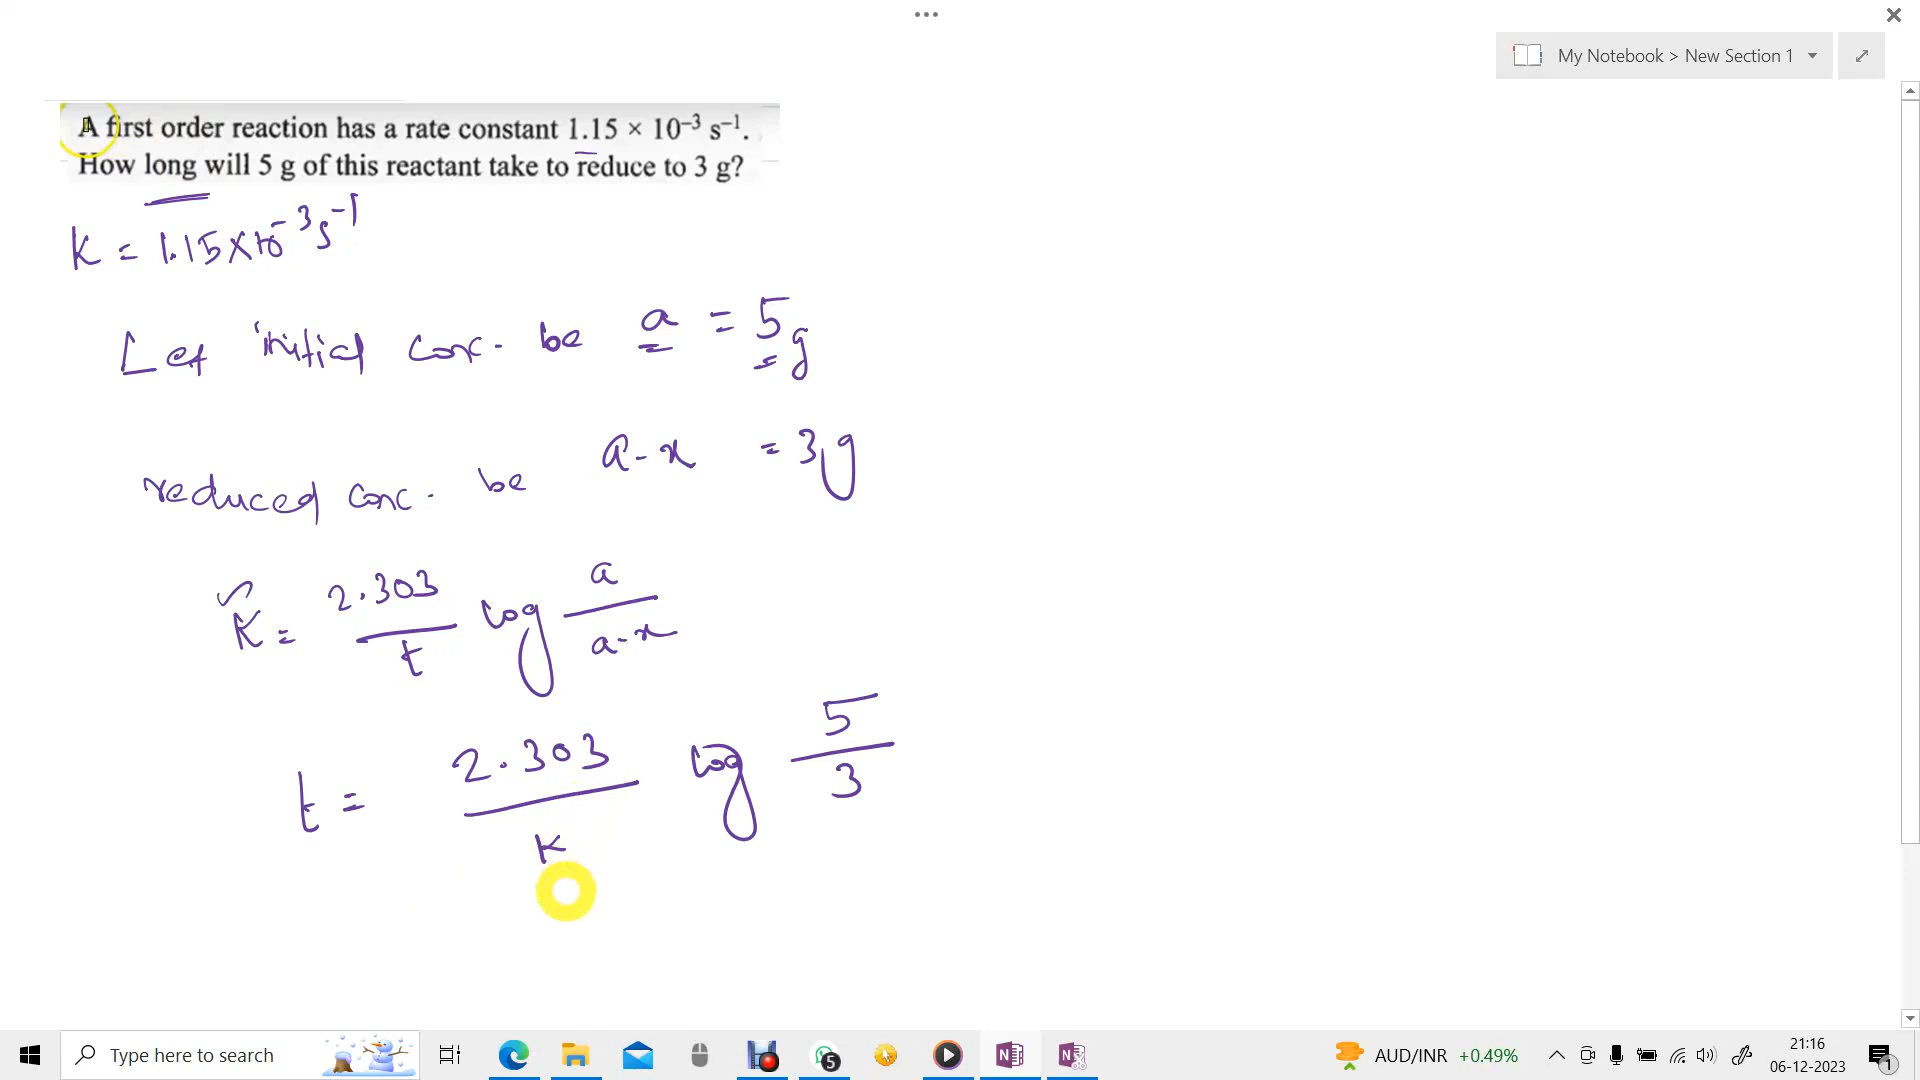 My Notebook > New Section 1
A first order reaction has a rate constant 1.15 × 10⁻³ s⁻¹.
How long will 5 g of this reactant take to reduce to 3 g?
K = 1.15 × 10⁻³ s⁻¹
Let initial conc. be a = 5g
reduced conc. be a-x = 3g
K = 2.303/t log a/a-x
t = 2.303/K log 5/3
Type here to search
5
AUD/INR +0.49%
21:16
06-12-2023
1